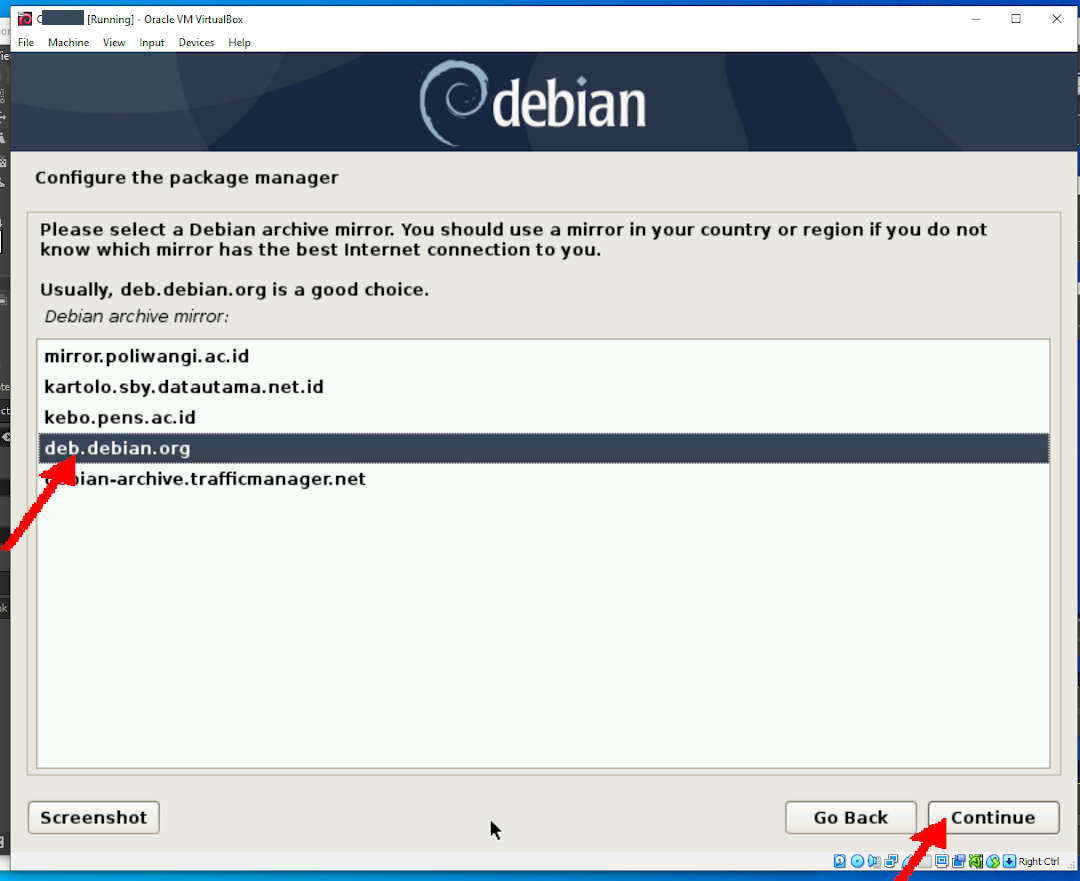 [Running] - Oracle VM VirtualBox
File Machine View Input Devices Help
debian
Configure the package manager
Please select a Debian archive mirror. You should use a mirror in your country or region if you do not
know which mirror has the best Internet connection to you.
Usually, deb.debian.org is a good choice.
Debian archive mirror:
mirror.poliwangi.ac.id
kartolo.sby.datautama.net.id
kebo.pens.ac.id
deb.debian.org
debian-archive.trafficmanager.net
Screenshot
Go Back
Continue
Right Ctrl